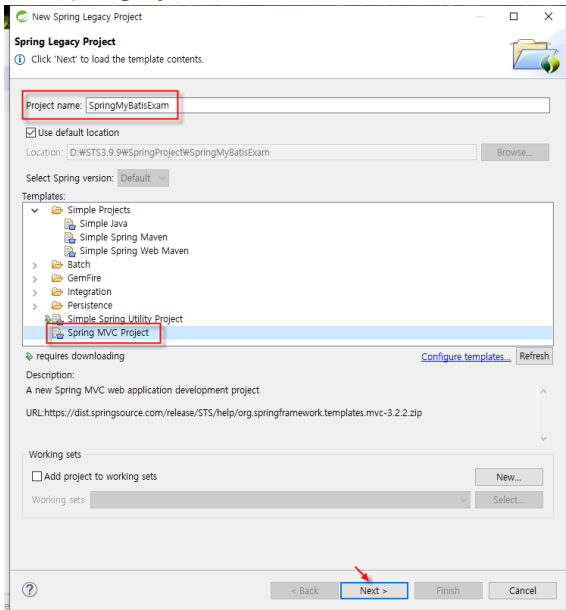 New Spring Legacy Project
Spring Legacy Project
Click 'Next' to load the template contents.
Project name: SpringMyBatisExam
Use default location
Location: D:₩STS3.9.9₩SpringProject₩SpringMyBatisExam Browse...
Select Spring version: Default
Templates:
Simple Projects
Simple Java
Simple Spring Maven
Simple Spring Web Maven
Batch
GemFire
Integration
Persistence
Simple Spring Utility Project
Spring MVC Project
requires downloading Configure templates... Refresh
Description:
A new Spring MVC web application development project
URL:https://dist.springsource.com/release/STS/help/org.springframework.templates.mvc-3.2.2.zip
Working sets
Add project to working sets New...
Working sets: Select...
< Back Next > Finish Cancel